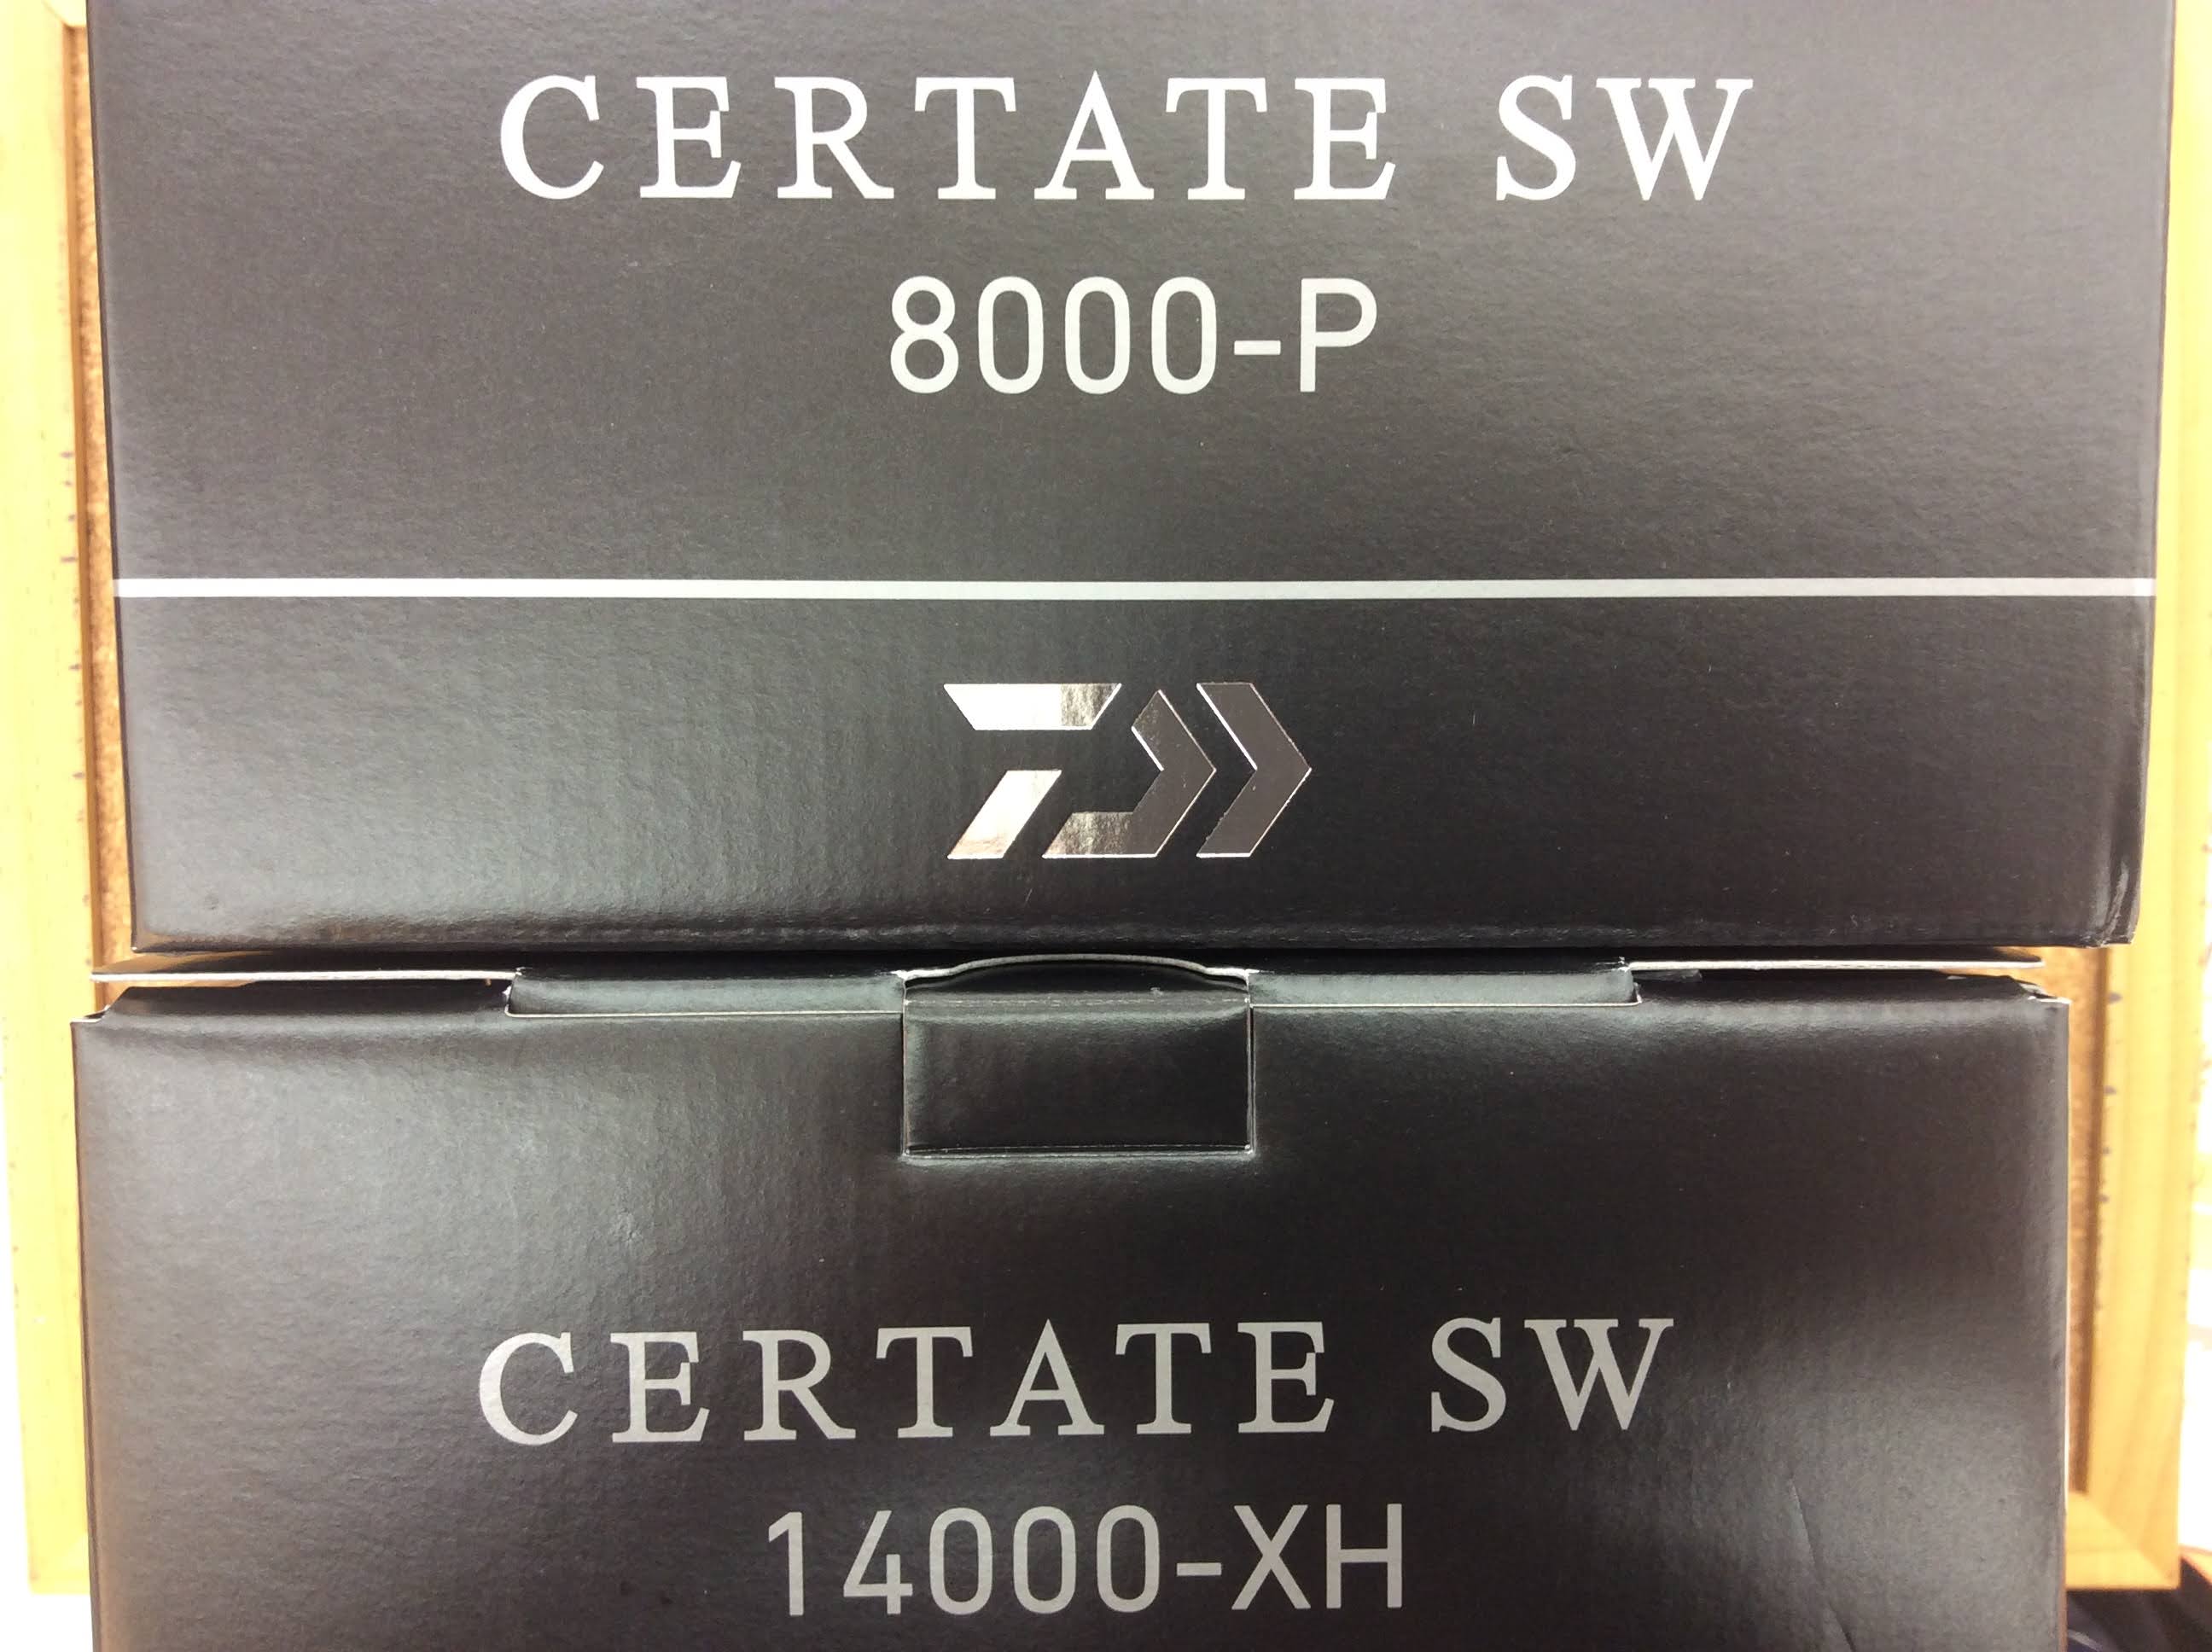 CERTATE SW
8000-P
CERTATE SW
14000-XH